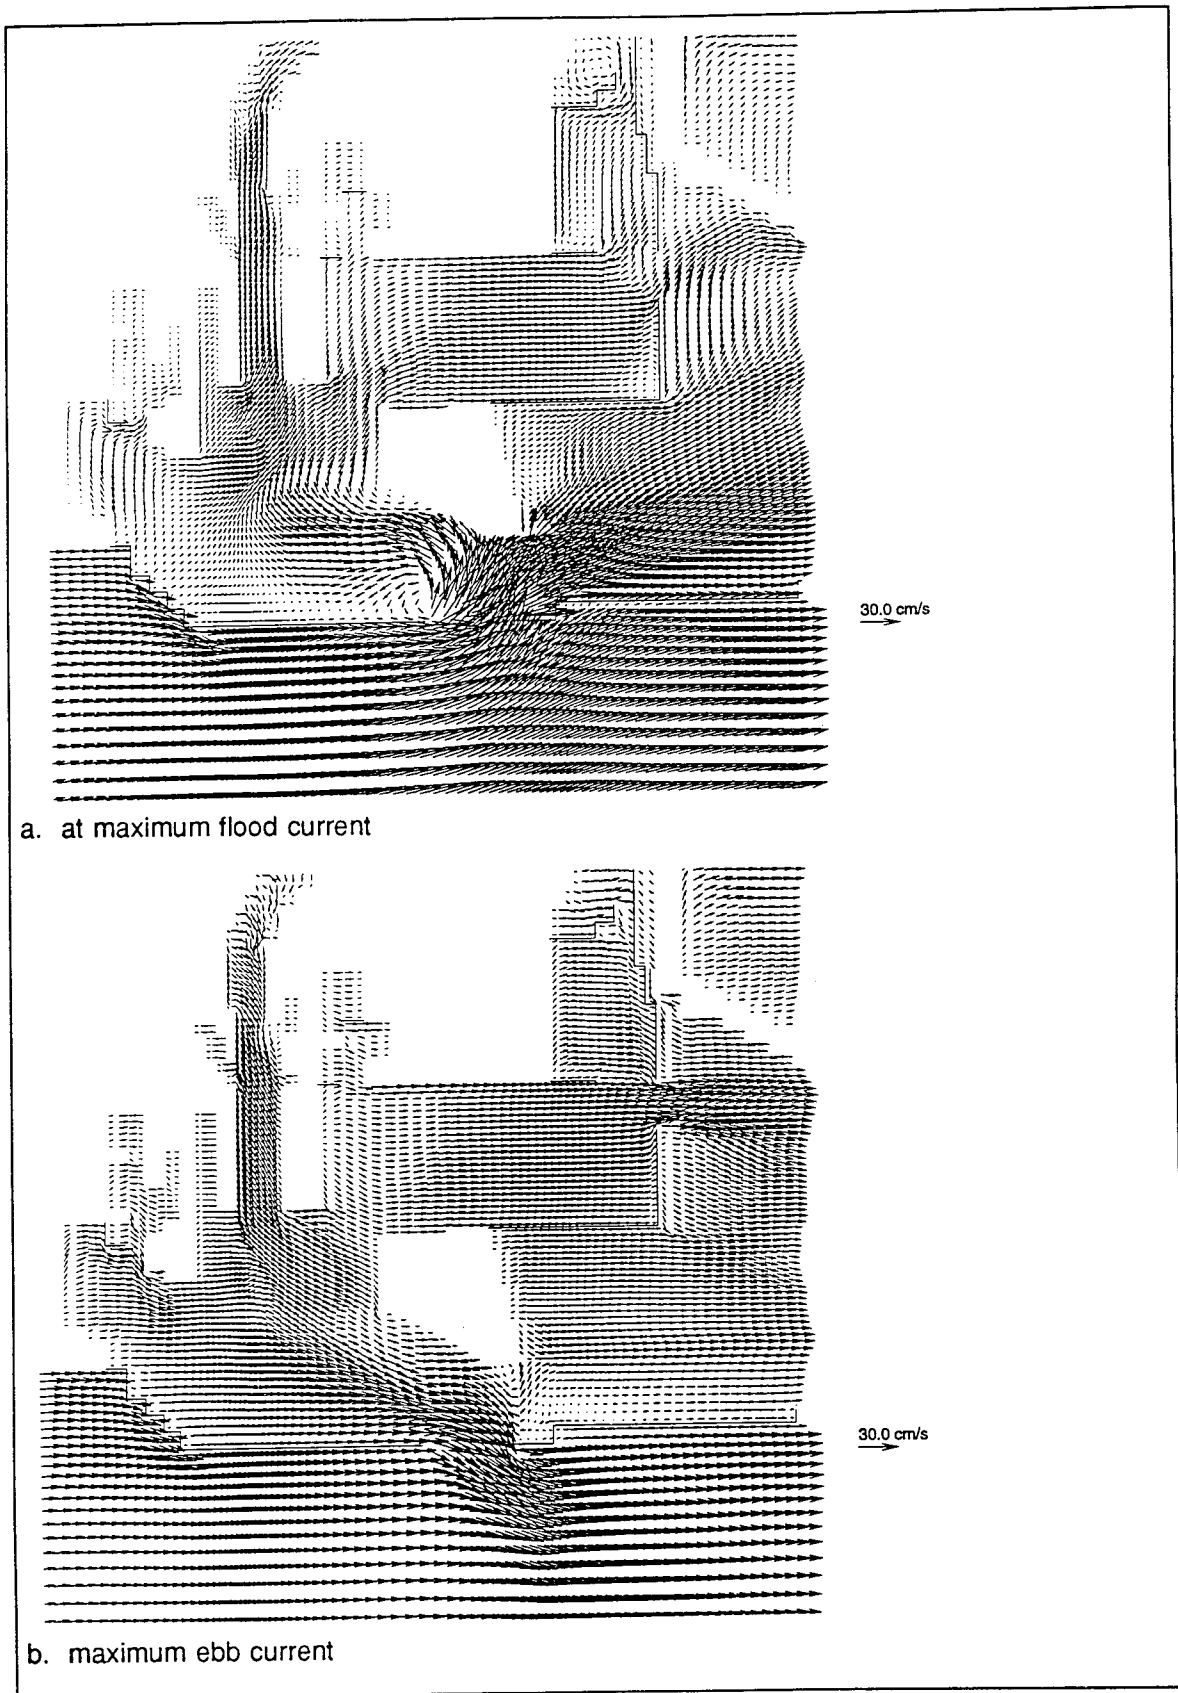 30.0 cm/s
a. at maximum flood current
30.0 cm/s
b. maximum ebb current